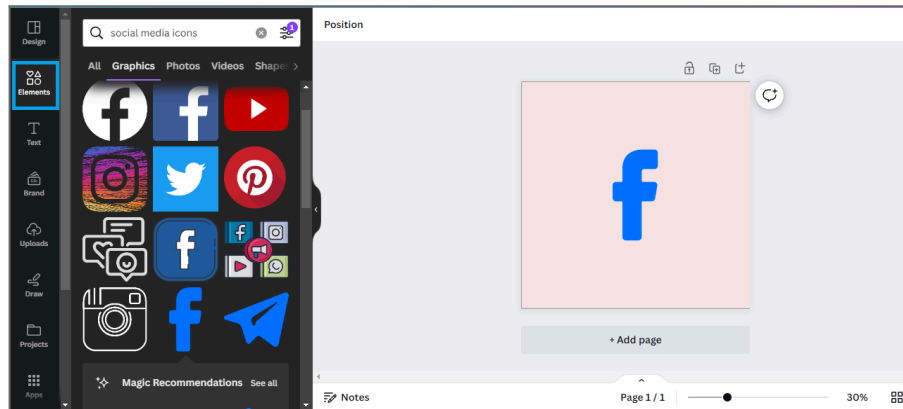 Design
Elements
Text
Brand
Uploads
Draw
Projects
Apps
social media icons
1
All Graphics Photos Videos Shape
Magic Recommendations See all
Position
+ Add page
Notes
Page 1 / 1
30%